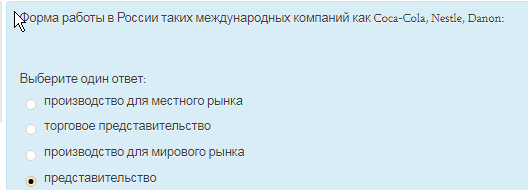 Форма работы в России таких международных компаний как Coca-Cola, Nestle, Danon:
Выберите один ответ:
производство для местного рынка
торговое представительство
производство для мирового рынка
представительство